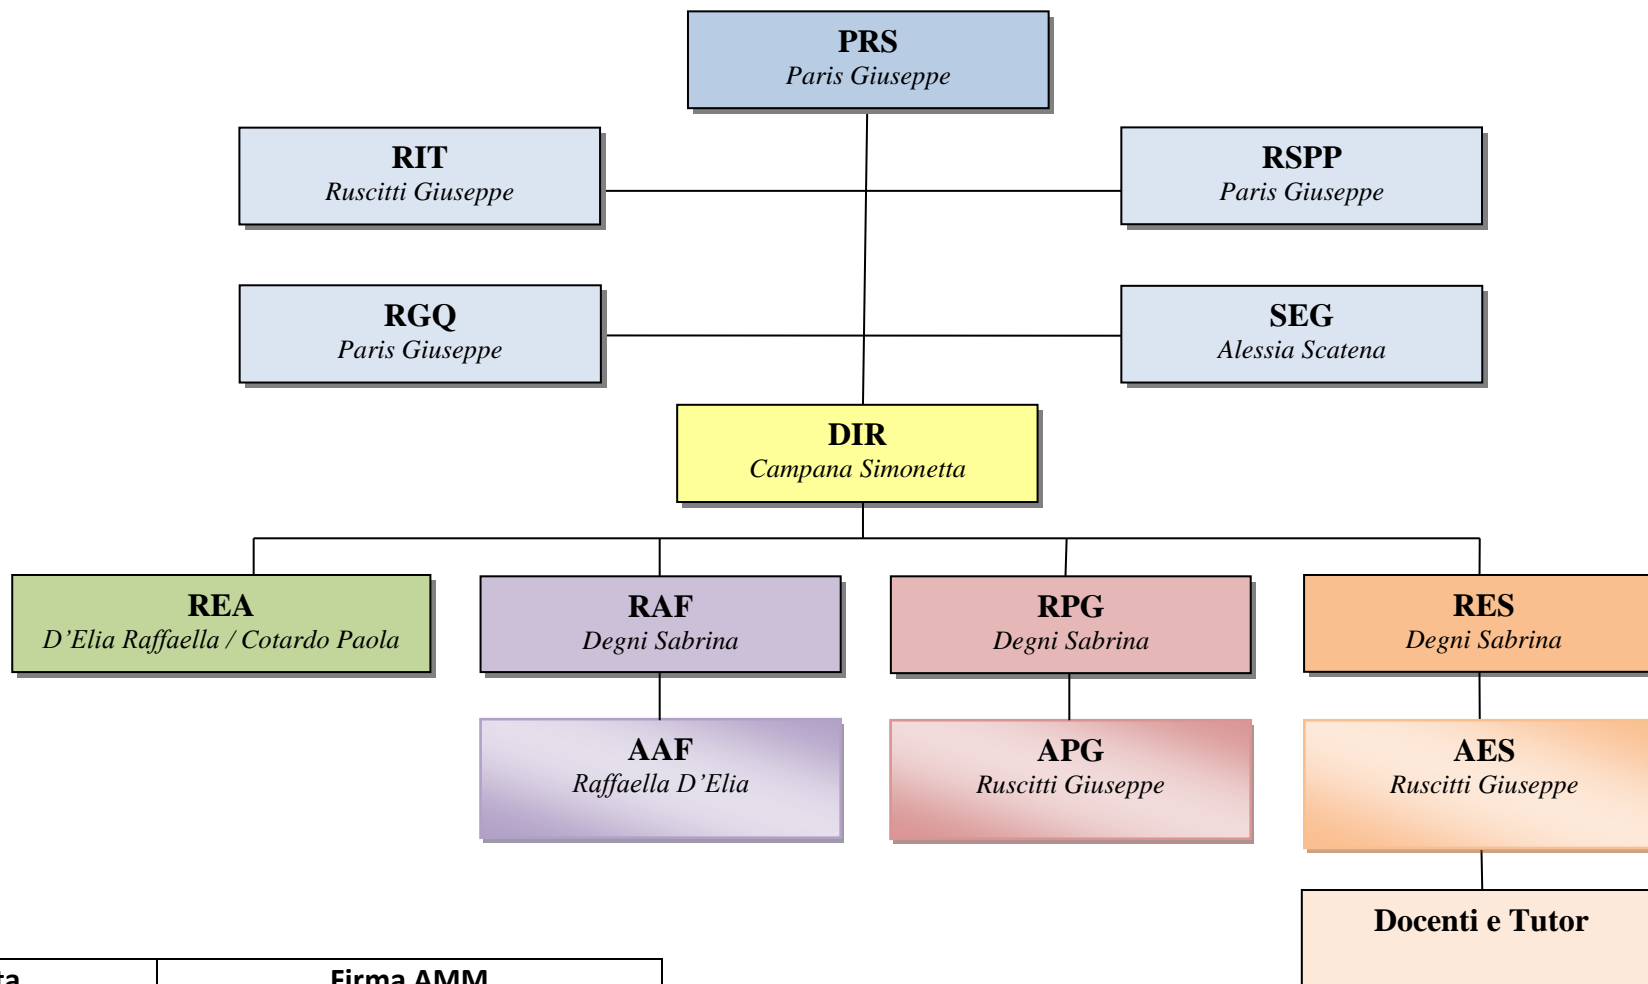 PRS
Paris Giuseppe
RIT
Ruscitti Giuseppe
RSPP
Paris Giuseppe
RGQ
Paris Giuseppe
SEG
Alessia Scatena
DIR
Campana Simonetta
REA
D’Elia Raffaella / Cotardo Paola
RAF
Degni Sabrina
RPG
Degni Sabrina
RES
Degni Sabrina
AAF
Raffaella D’Elia
APG
Ruscitti Giuseppe
AES
Ruscitti Giuseppe
Docenti e Tutor
Firma AMM